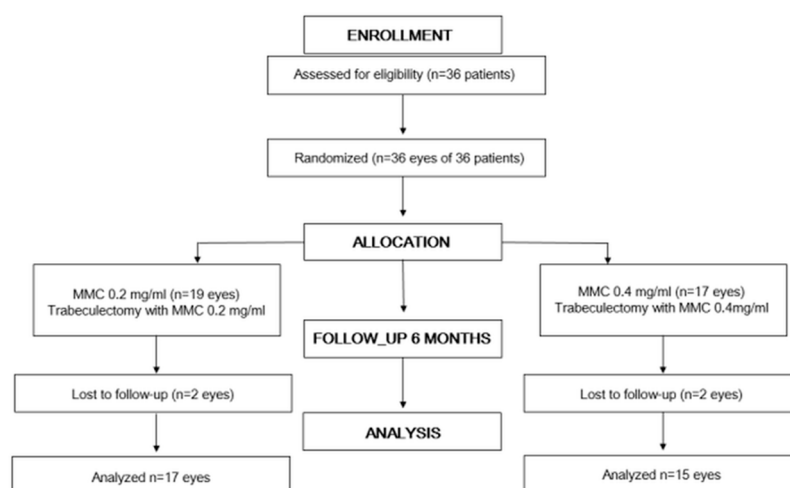 ENROLLMENT
Assessed for eligibility (n=36 patients)
Randomized (n=36 eyes of 36 patients)
ALLOCATION
MMC 0.2 mg/ml (n=19 eyes)
Trabeculectomy with MMC 0.2 mg/ml
MMC 0.4 mg/ml (n=17 eyes)
Trabeculectomy with MMC 0.4mg/ml
FOLLOW_UP 6 MONTHS
Lost to follow-up (n=2 eyes)
Lost to follow-up (n=2 eyes)
ANALYSIS
Analyzed n=17 eyes
Analyzed n=15 eyes